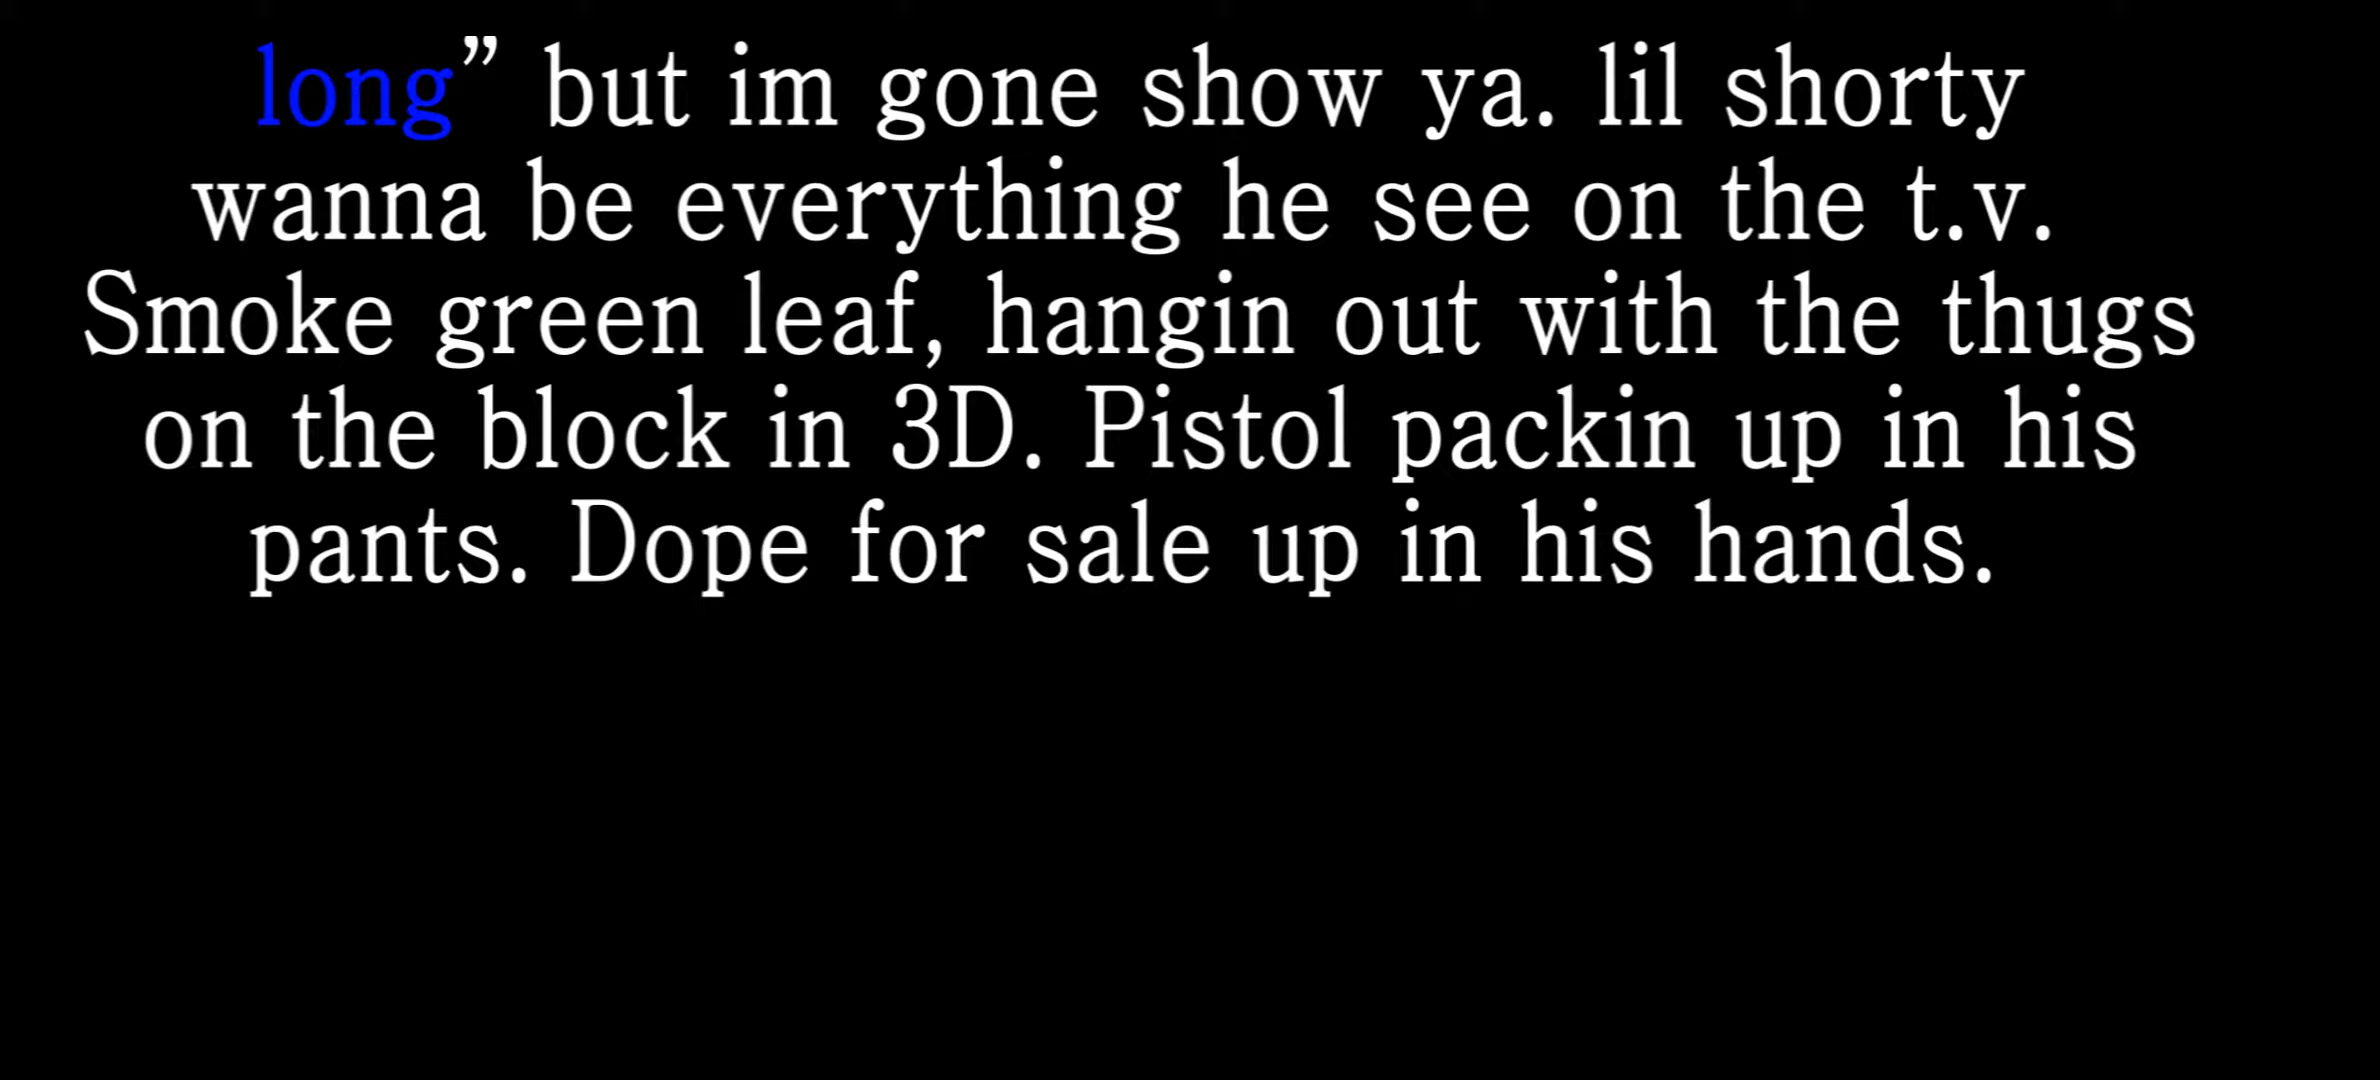 long” but im gone show ya. lil shorty
wanna be everything he see on the t.v.
Smoke green leaf, hangin out with the thugs
on the block in 3D. Pistol packin up in his
pants. Dope for sale up in his hands.